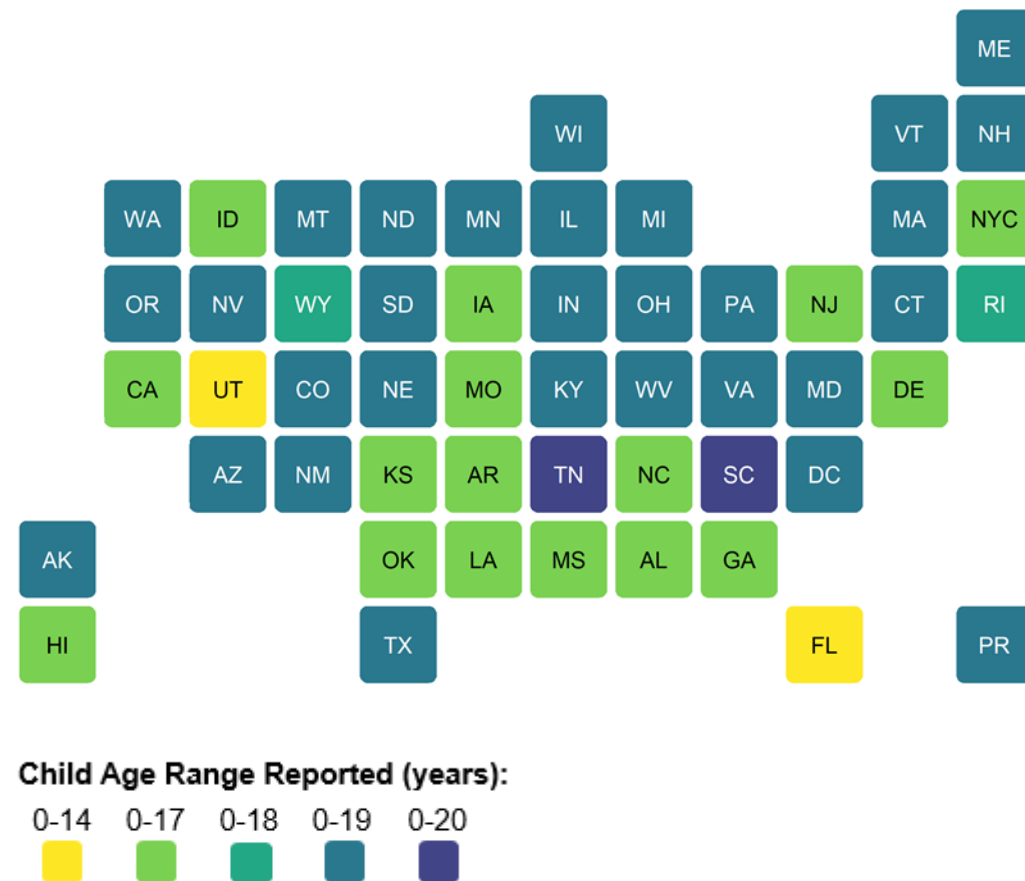 ME
WI VT NH
WA ID MT ND MN IL MI MA NYC
OR NV WY SD IA IN OH PA NJ CT RI
CA UT CO NE MO KY WV VA MD DE
AZ NM KS AR TN NC SC DC
AK OK LA MS AL GA
HI TX FL PR
Child Age Range Reported (years):
0-14 0-17 0-18 0-19 0-20